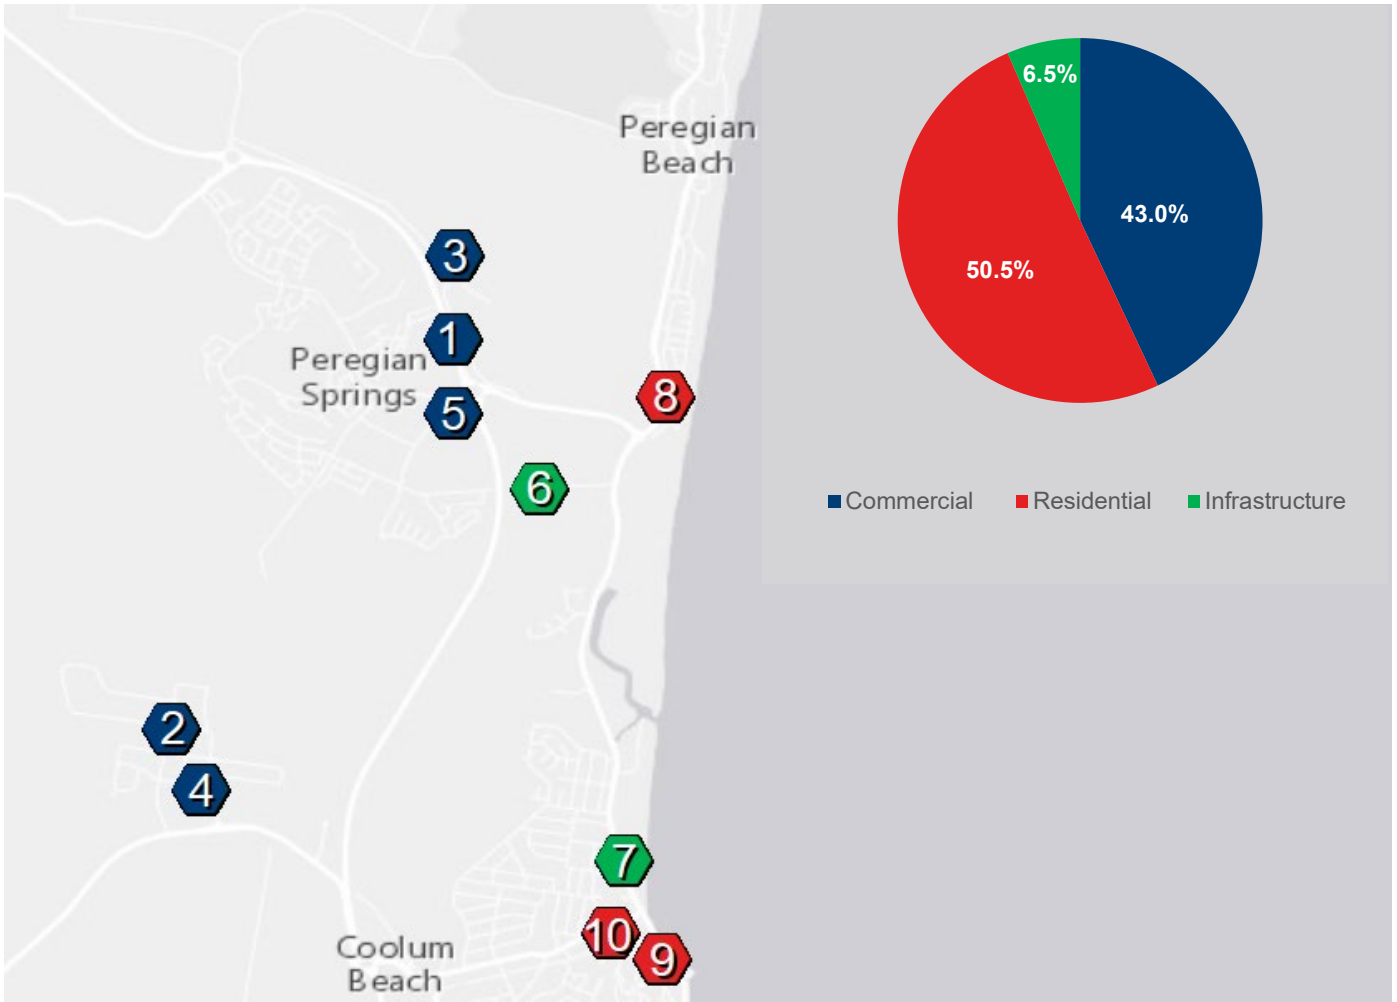 Peregian
Beach
3
1
Peregian
Springs
5
8
6
2
4
7
10
9
Coolum
Beach
6.5%
43.0%
50.5%
Commercial
Residential
Infrastructure